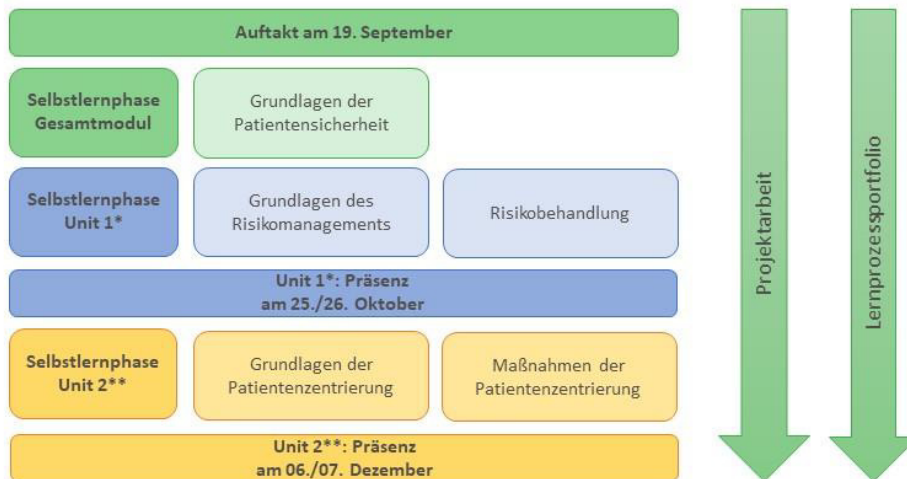 Auftakt am 19. September
Selbstlernphase
Gesamtmodul
Grundlagen der
Patientensicherheit
Selbstlernphase
Unit 1*
Grundlagen des
Risikomanagements
Risikobehandlung
Unit 1*: Präsenz
am 25./26. Oktober
Selbstlernphase
Unit 2**
Grundlagen der
Patientenzentrierung
Maßnahmen der
Patientenzentrierung
Unit 2**: Präsenz
am 06./07. Dezember
Projektarbeit
Lernprozessportfolio